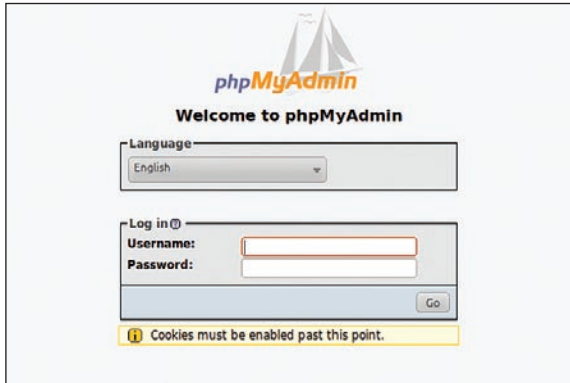 phpMyAdmin
Welcome to phpMyAdmin
Language
English
Log in
Username:
Password:
Go
Cookies must be enabled past this point.